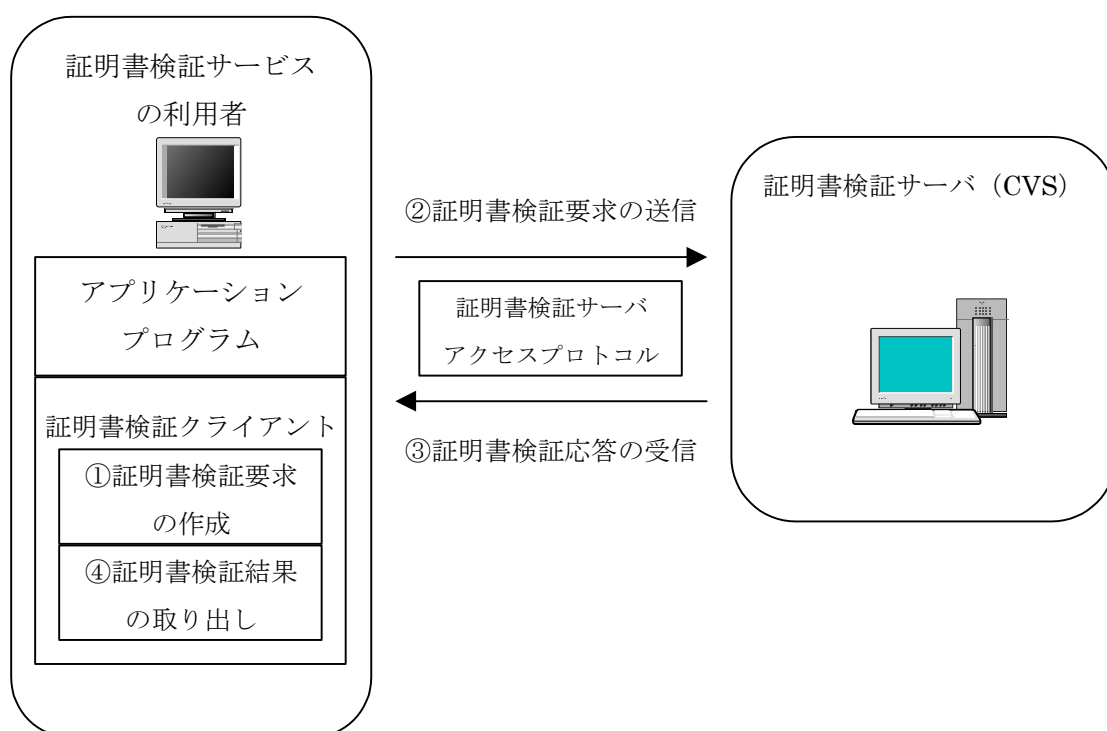 証明書検証サービス
の利用者
アプリケーション
プログラム
証明書検証クライアント
①証明書検証要求
の作成
④証明書検証結果
の取り出し
②証明書検証要求の送信
証明書検証サーバ
アクセスプロトコル
③証明書検証応答の受信
証明書検証サーバ（CVS）